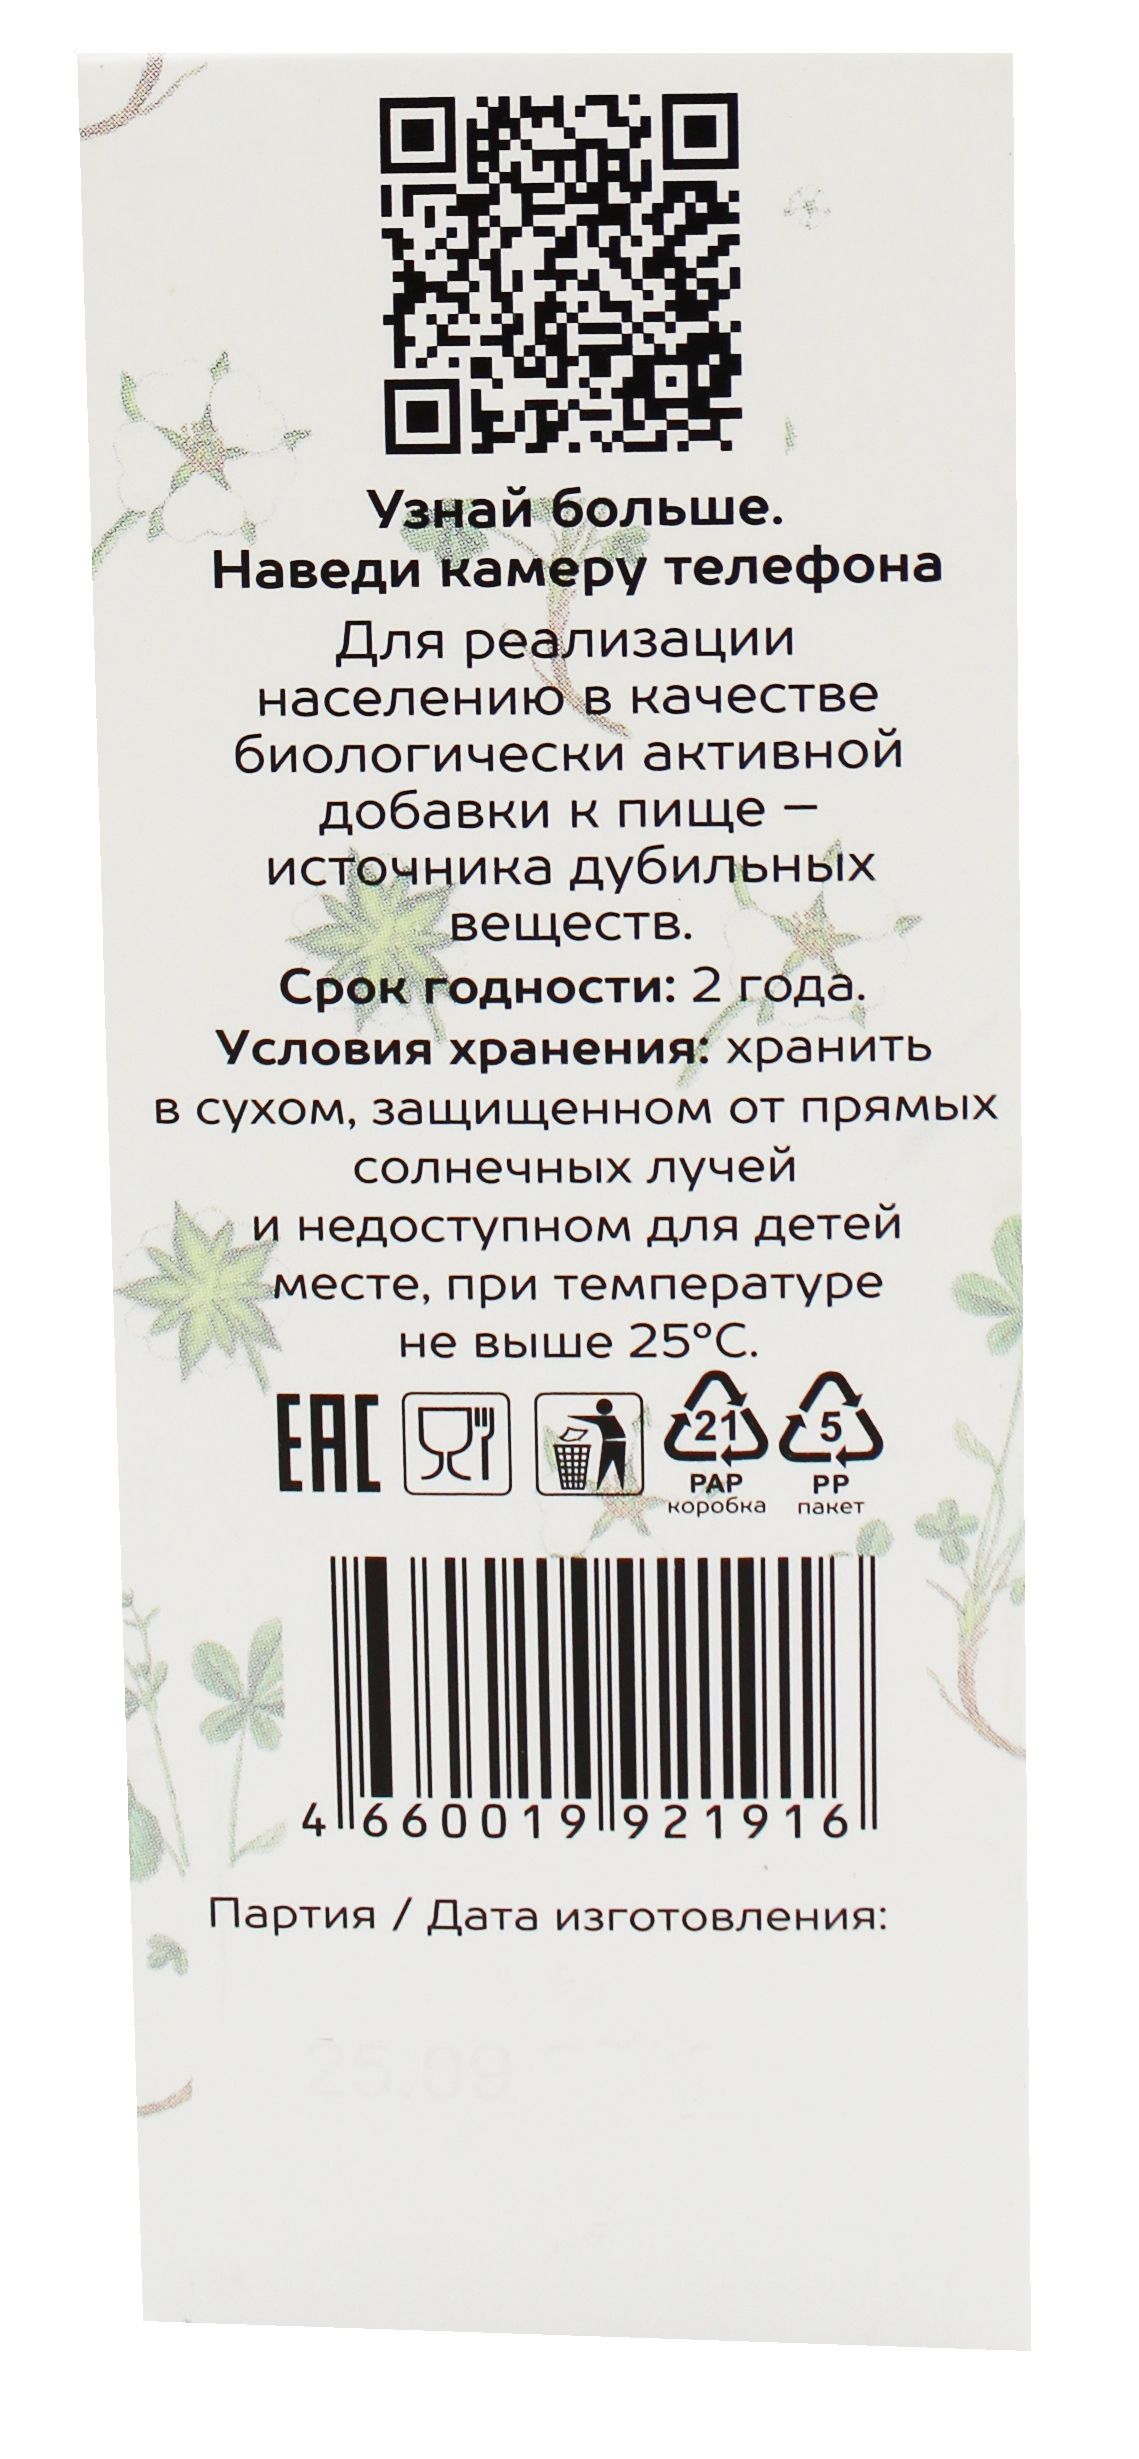 Узнай больше.
Наведи камеру телефона
Для реализации
населению в качестве
биологически активной
добавки к пище –
источника дубильных
веществ.
Срок годности: 2 года.
Условия хранения: хранить
в сухом, защищенном от прямых
солнечных лучей
и недоступном для детей
месте, при температуре
не выше 25°С.
EAC
21 5
PAP PP
коробка пакет
4 660019 921916
Партия / Дата изготовления:
25.09